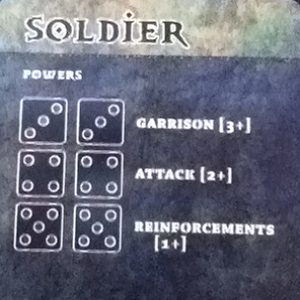 SOLDIER
POWERS
GARRISON [3+]
ATTACK [2+]
REINFORCEMENTS
[1+]